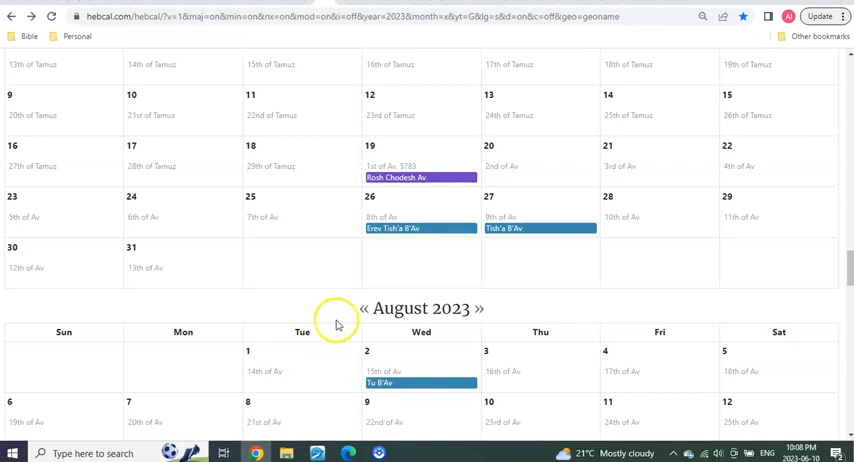 hebcal.com/hebcal/?v=1&maj=on&min=on&nx=on&mod=on&i=off&year=2023&month=x&yt=G&lg=s&d=on&c=off&geo=geoname
AI
Update
Bible Personal Other bookmarks
13th of Tamuz 14th of Tamuz 15th of Tamuz 16th of Tamuz 17th of Tamuz 18th of Tamuz 19th of Tamuz
9 10 11 12 13 14 15
20th of Tamuz 21st of Tamuz 22nd of Tamuz 23rd of Tamuz 24th of Tamuz 25th of Tamuz 26th of Tamuz
16 17 18 19 20 21 22
27th of Tamuz 28th of Tamuz 29th of Tamuz 1st of Av, 5783 2nd of Av 3rd of Av 4th of Av
Rosh Chodesh Av
23 24 25 26 27 28 29
5th of Av 6th of Av 7th of Av 8th of Av 9th of Av 10th of Av 11th of Av
Erev Tish'a B'Av Tish'a B'Av
30 31
12th of Av 13th of Av
« August 2023 »
Sun Mon Tue Wed Thu Fri Sat
1 2 3 4 5
14th of Av 15th of Av 16th of Av 17th of Av 18th of Av
Tu B'Av
6 7 8 9 10 11 12
19th of Av 20th of Av 21st of Av 22nd of Av 23rd of Av 24th of Av 25th of Av
Type here to search
21°C Mostly cloudy
ENG
10:08 PM
2023-06-10
2